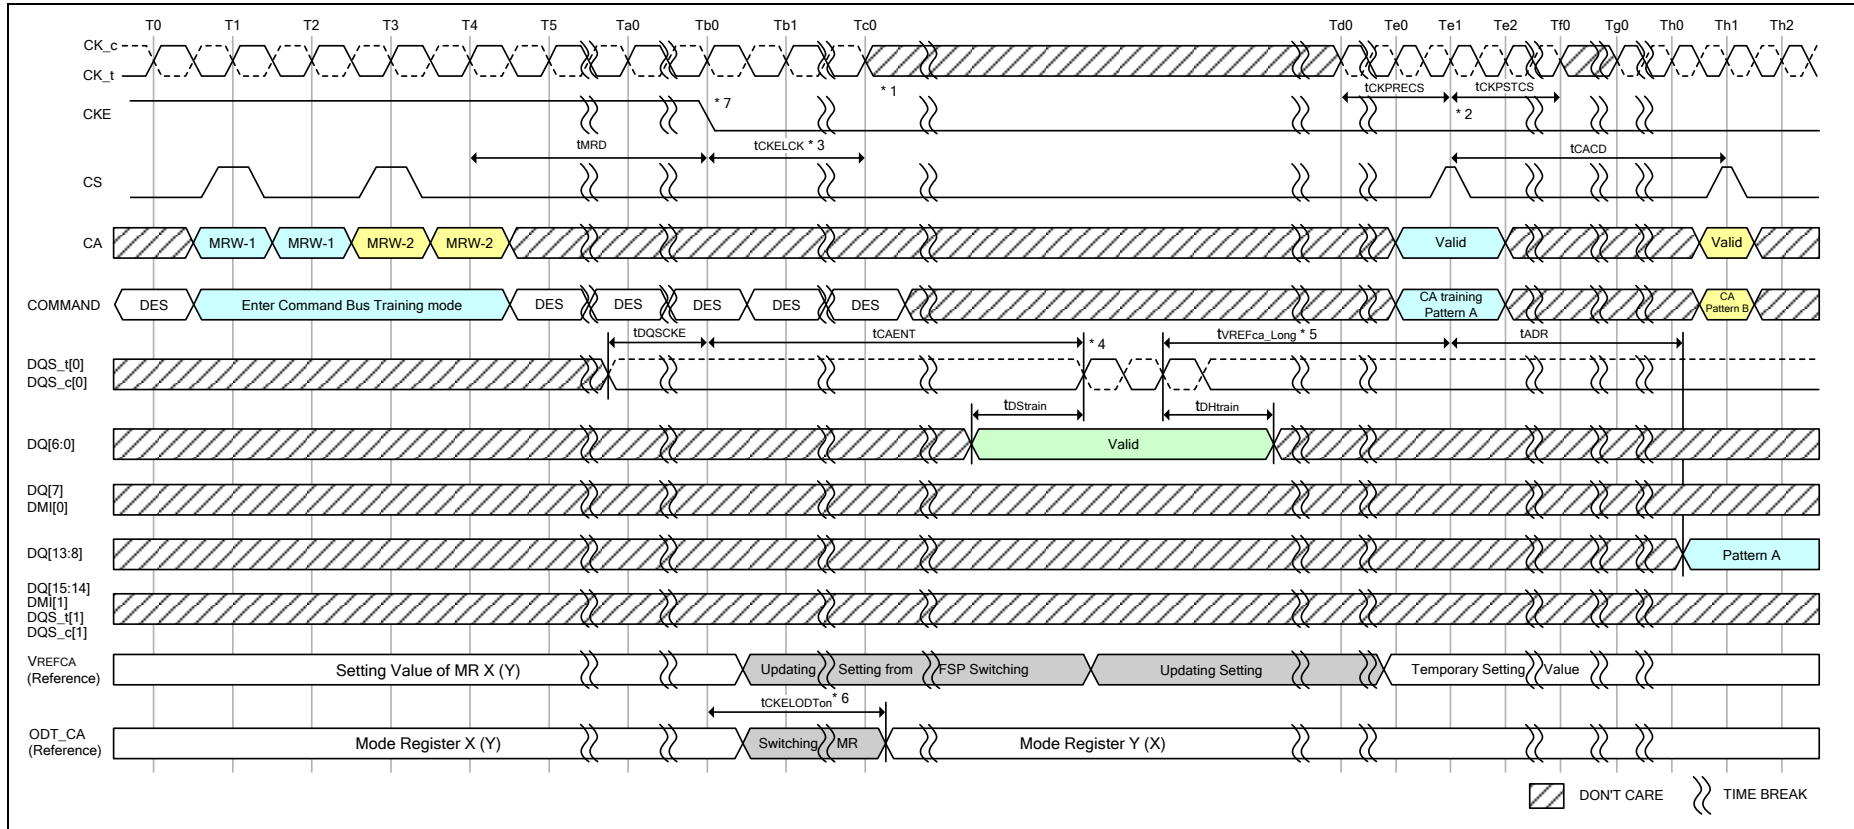 T0 T1 T2 T3 T4 T5 Ta0 Tb0 Tb1 Tc0 Td0 Te0 Te1 Te2 Tf0 Tg0 Th0 Th1 Th2
CK_c
CK_t
* 1
tCKPRECS tCKPSTCS
CKE
* 7
* 2
tMRD tCKELCK * 3 tCACD
CS
CA MRW-1 MRW-1 MRW-2 MRW-2 Valid Valid
COMMAND DES Enter Command Bus Training mode DES DES DES DES DES CA training Pattern A CA Pattern B
tDQSCKE tCAENT * 4 tVREFca_Long * 5 tADR
DQS_t[0]
DQS_c[0]
tDStrain tDHtrain
DQ[6:0] Valid
DQ[7]
DMI[0]
DQ[13:8] Pattern A
DQ[15:14]
DMI[1]
DQS_t[1]
DQS_c[1]
VREFCA
(Reference)
Setting Value of MR X (Y) Updating Setting from FSP Switching Updating Setting Temporary Setting Value
tCKELODTon * 6
ODT_CA
(Reference)
Mode Register X (Y) Switching MR Mode Register Y (X)
DON'T CARE TIME BREAK